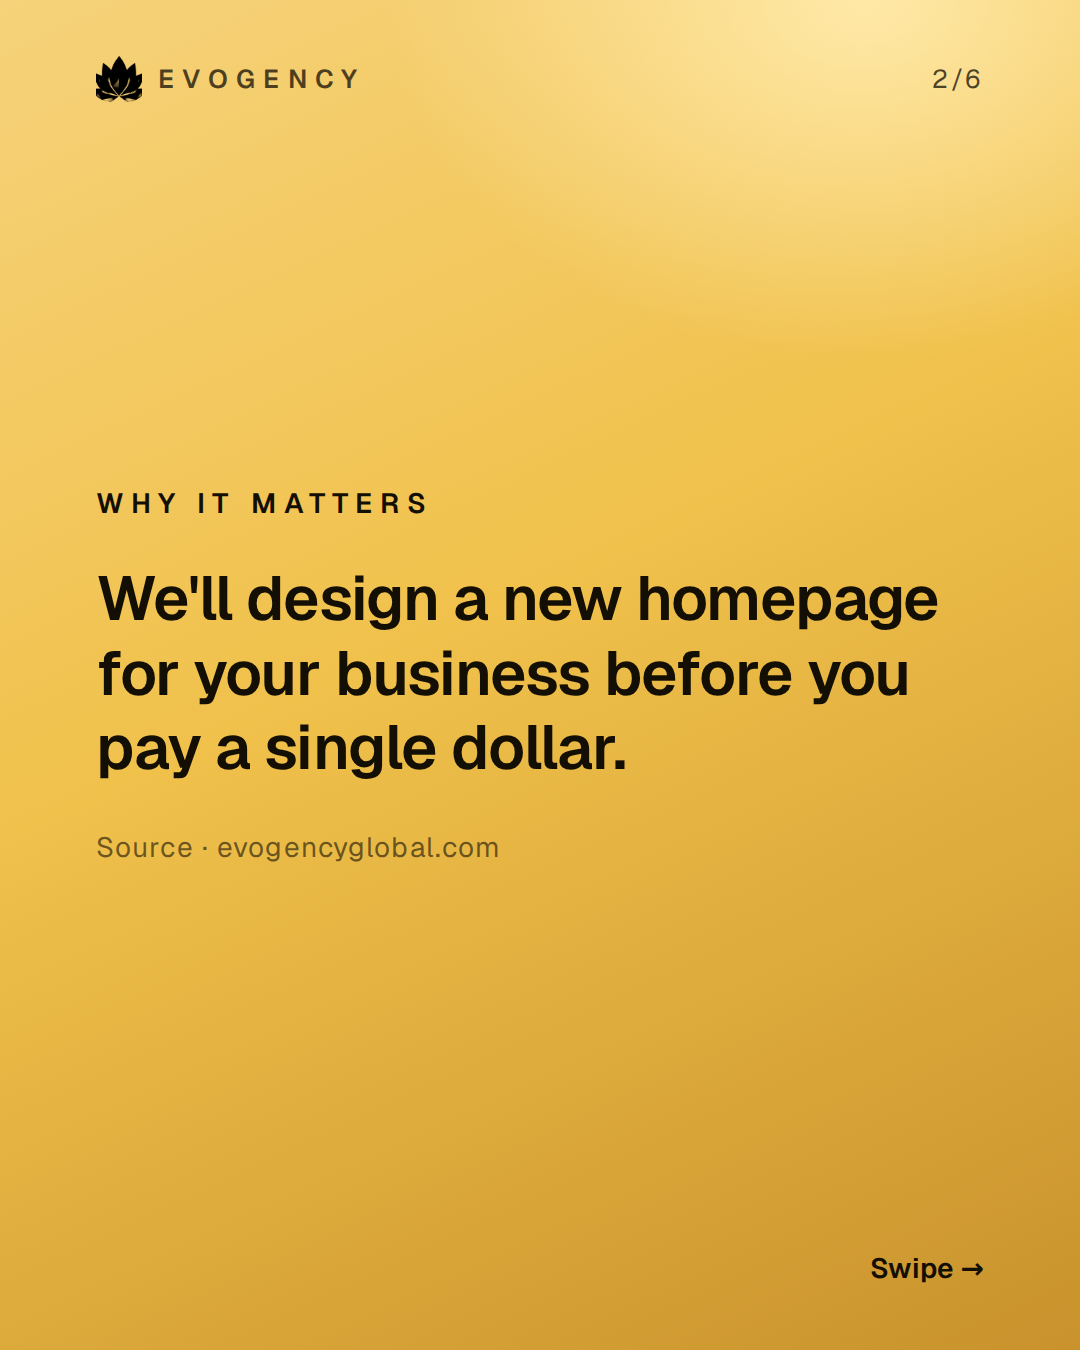 EVOGENCY
2/6
WHY IT MATTERS
We'll design a new homepage
for your business before you
pay a single dollar.
Source · evogencyglobal.com
Swipe →